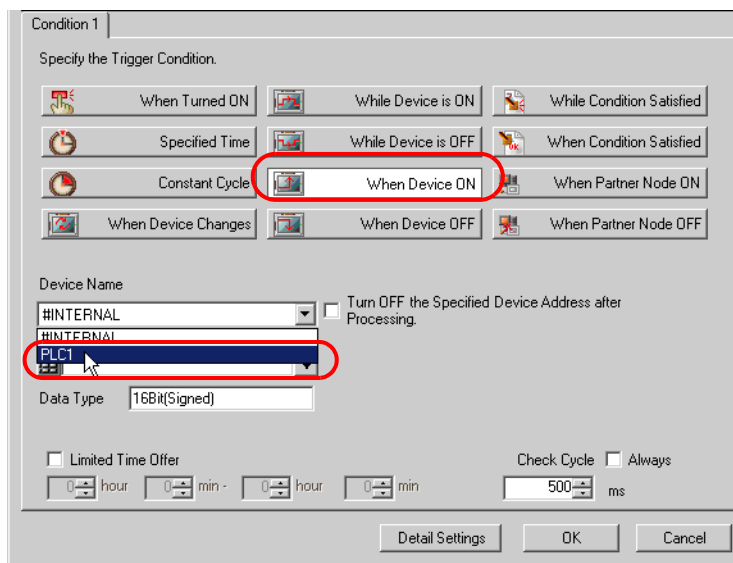 Condition 1
Specify the Trigger Condition.
When Turned ON
While Device is ON
While Condition Satisfied
Specified Time
While Device is OFF
When Condition Satisfied
Constant Cycle
When Device ON
When Partner Node ON
When Device Changes
When Device OFF
When Partner Node OFF
Device Name
#INTERNAL
Turn OFF the Specified Device Address after
Processing.
#INTERNAL
PLC1
Data Type 16Bit(Signed)
Limited Time Offer
Check Cycle Always
0 hour 0 min - 0 hour 0 min
500 ms
Detail Settings OK Cancel